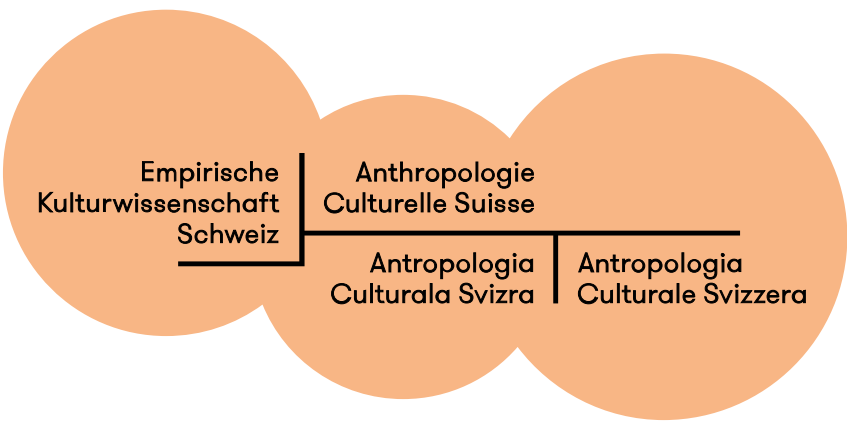 Empirische
Kulturwissenschaft
Schweiz
Anthropologie
Culturelle Suisse
Antropologia
Culturala Svizra
Antropologia
Culturale Svizzera